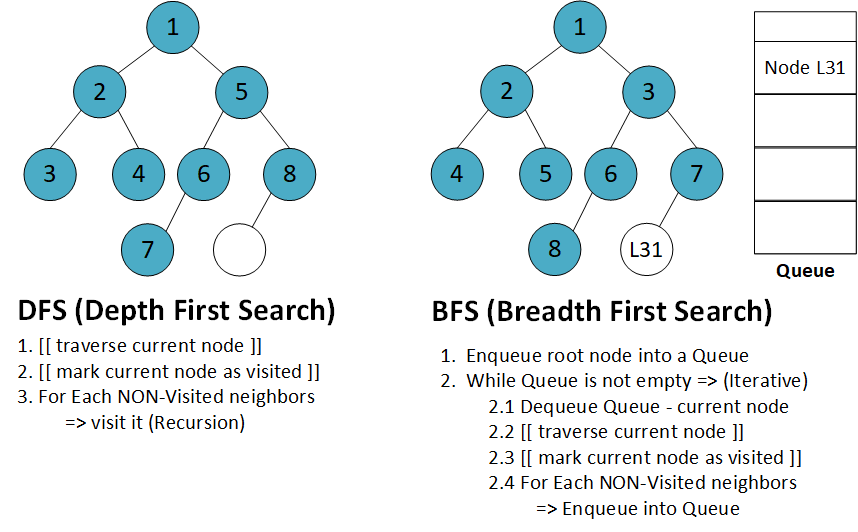 1
2
5
3
4
6
8
7
DFS (Depth First Search)
1. [[ traverse current node ]]
2. [[ mark current node as visited ]]
3. For Each NON-Visited neighbors
=> visit it (Recursion)
1
2
3
4
5
6
7
8
L31
Node L31
Queue
BFS (Breadth First Search)
1. Enqueue root node into a Queue
2. While Queue is not empty => (Iterative)
2.1 Dequeue Queue - current node
2.2 [[ traverse current node ]]
2.3 [[ mark current node as visited ]]
2.4 For Each NON-Visited neighbors
=> Enqueue into Queue